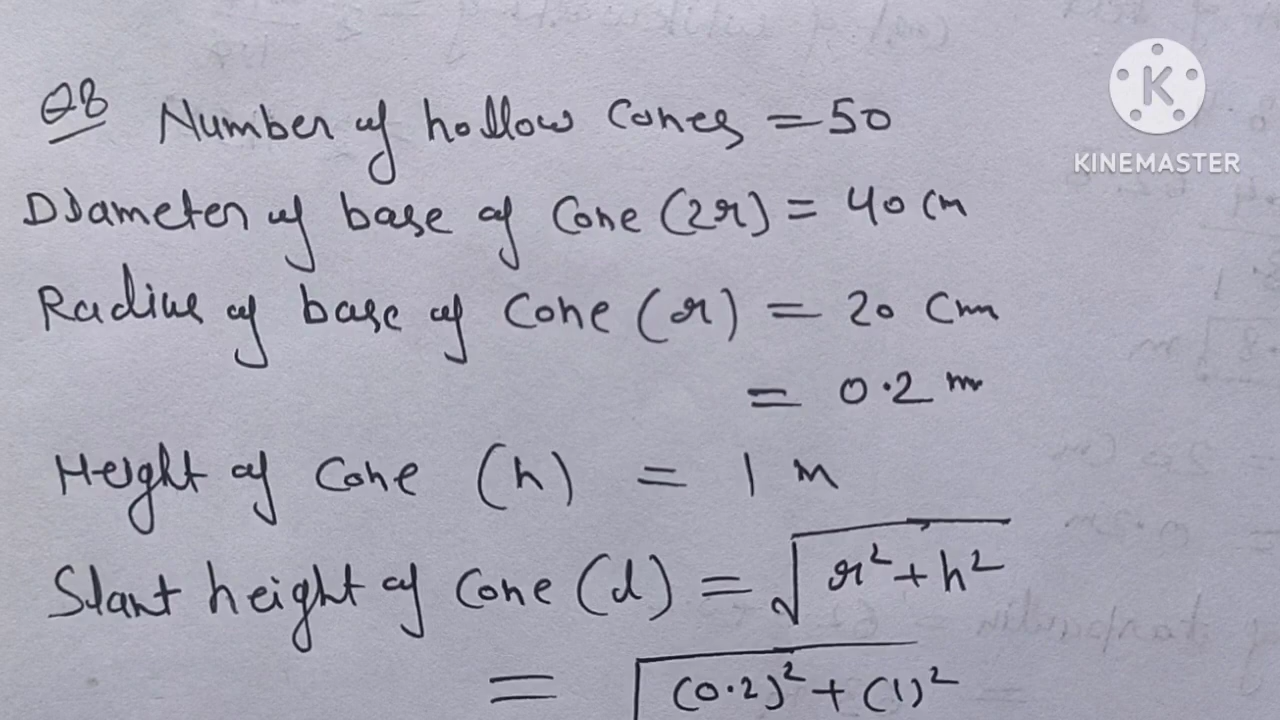 Q8 Number of hollow Cones = 50
Diameter of base of Cone (2r) = 40 cm
Radius of base of Cone (r) = 20 Cm
= 0.2 m
Height of Cone (h) = 1 m
Slant height of Cone (l) = √r² + h²
= √(0.2)² + (1)²
K
KINEMASTER